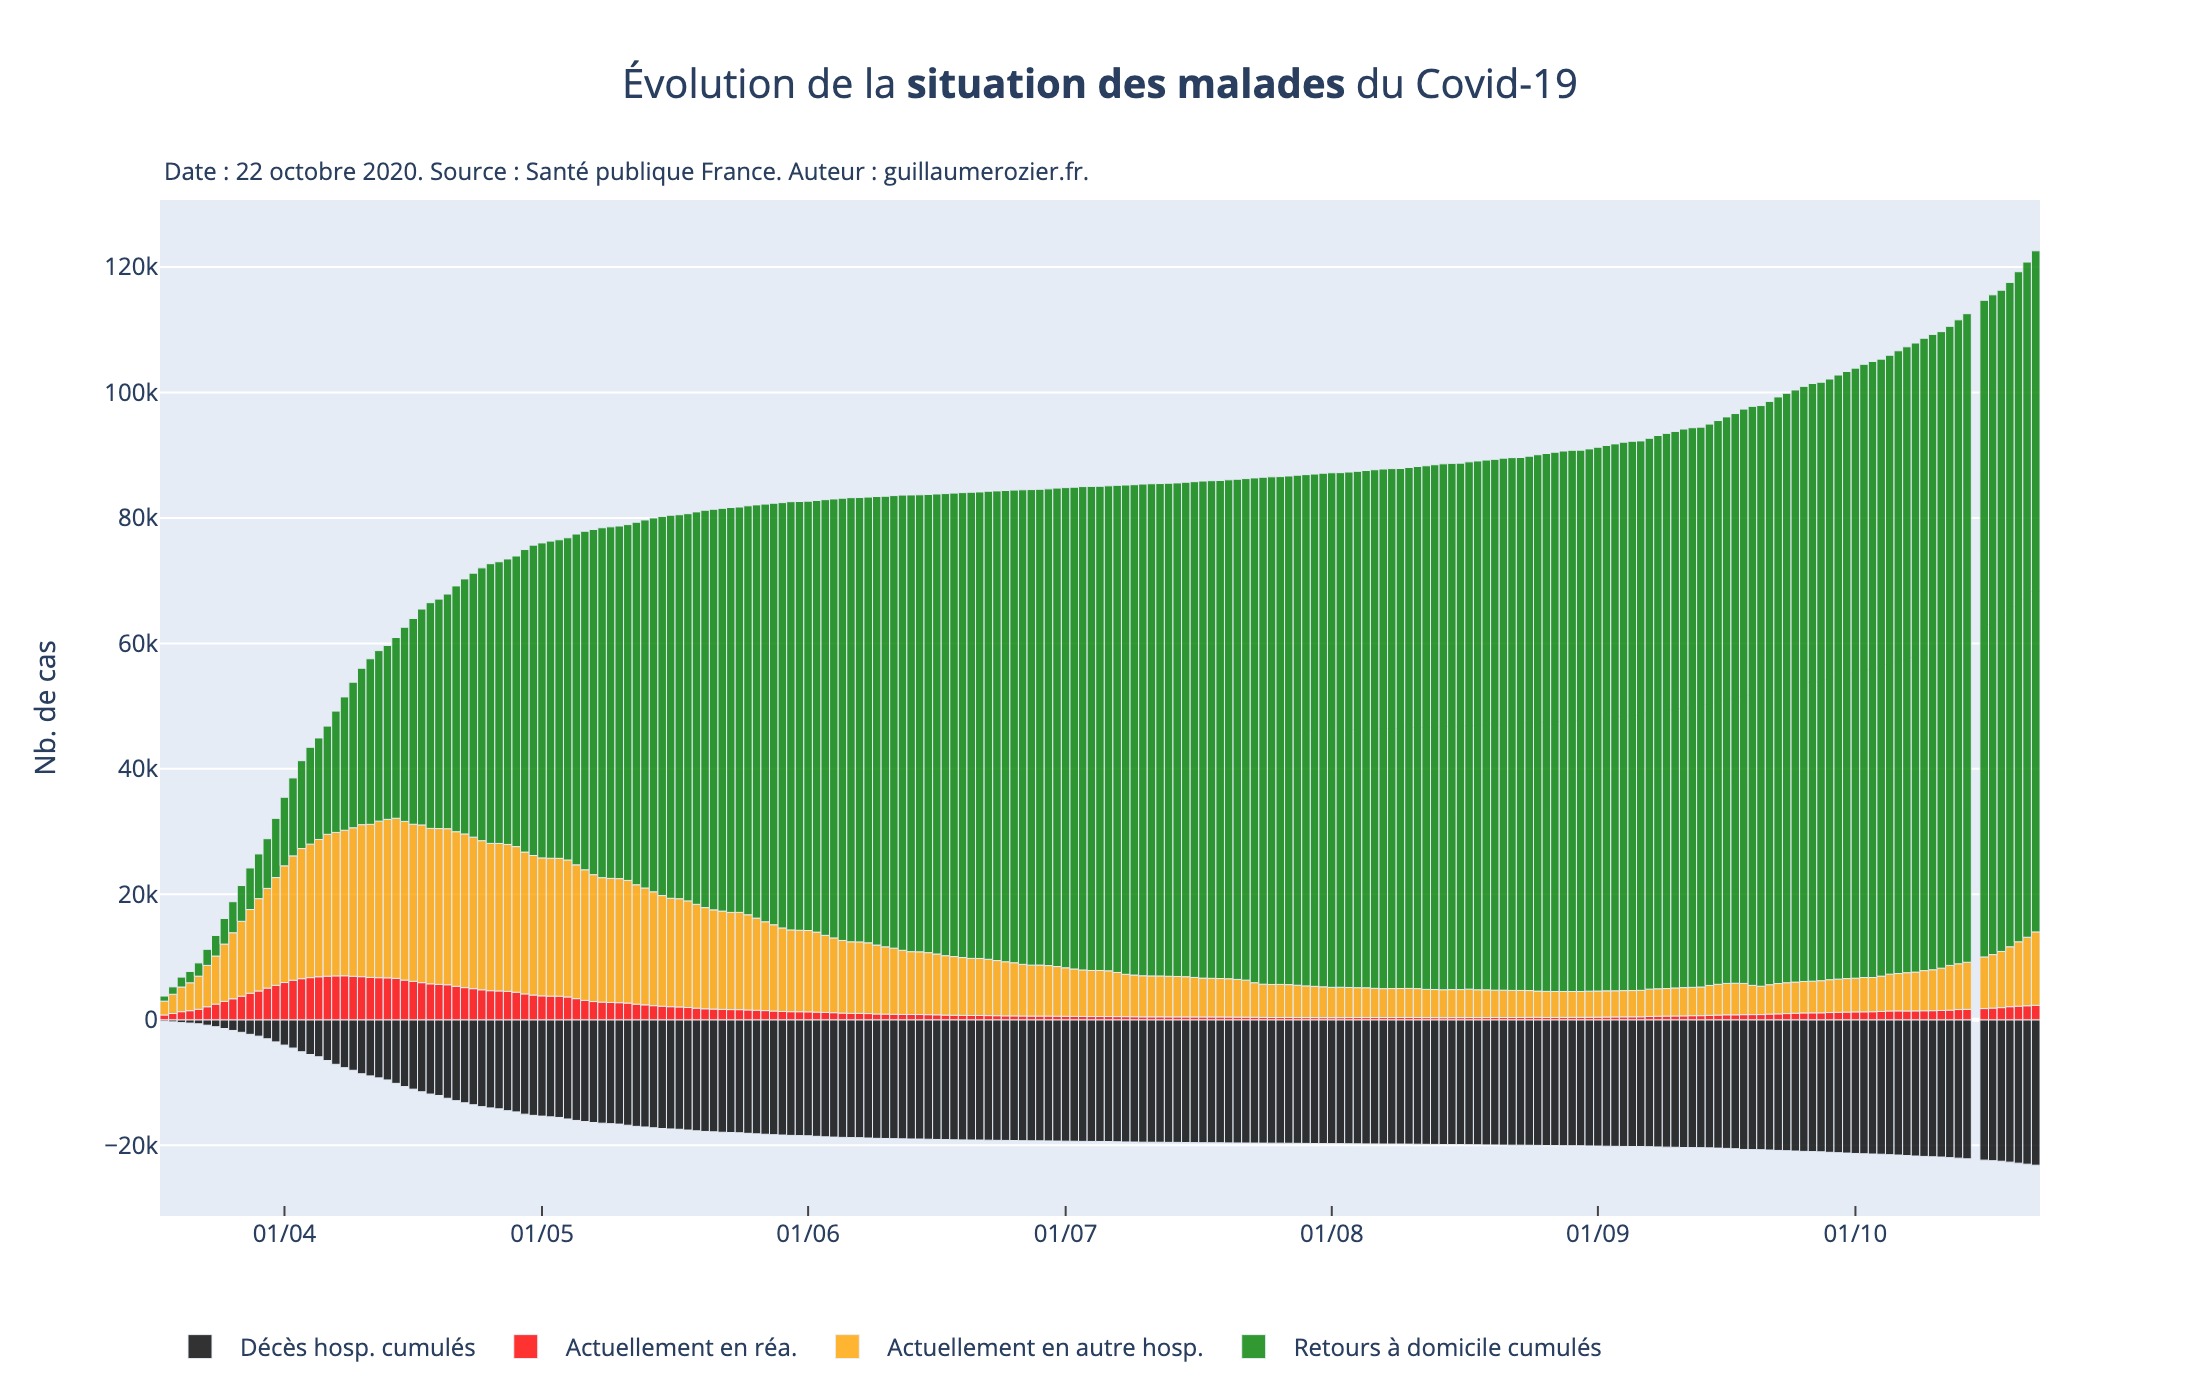 Évolution de la situation des malades du Covid-19
Date : 22 octobre 2020. Source : Santé publique France. Auteur : guillaumerozier.fr.
Nb. de cas
120k
100k
80k
60k
40k
20k
0
−20k
01/04 01/05 01/06 01/07 01/08 01/09 01/10
Décès hosp. cumulés Actuellement en réa. Actuellement en autre hosp. Retours à domicile cumulés